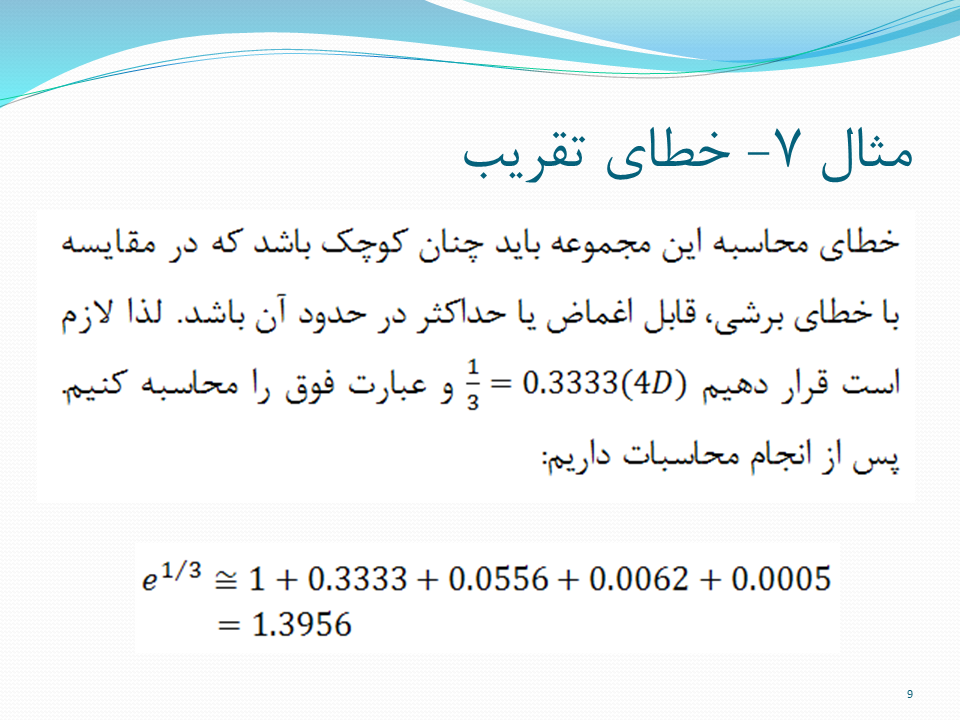 مثال ۷- خطای تقریب
خطای محاسبه این مجموعه باید چنان کوچک باشد که در مقایسه
با خطای برشی، قابل اغماض یا حداکثر در حدود آن باشد. لذا لازم
است قرار دهیم 1/3 = 0.3333(4D) و عبارت فوق را محاسبه کنیم.
پس از انجام محاسبات داریم:
e^{1/3} ≅ 1 + 0.3333 + 0.0556 + 0.0062 + 0.0005
= 1.3956
9